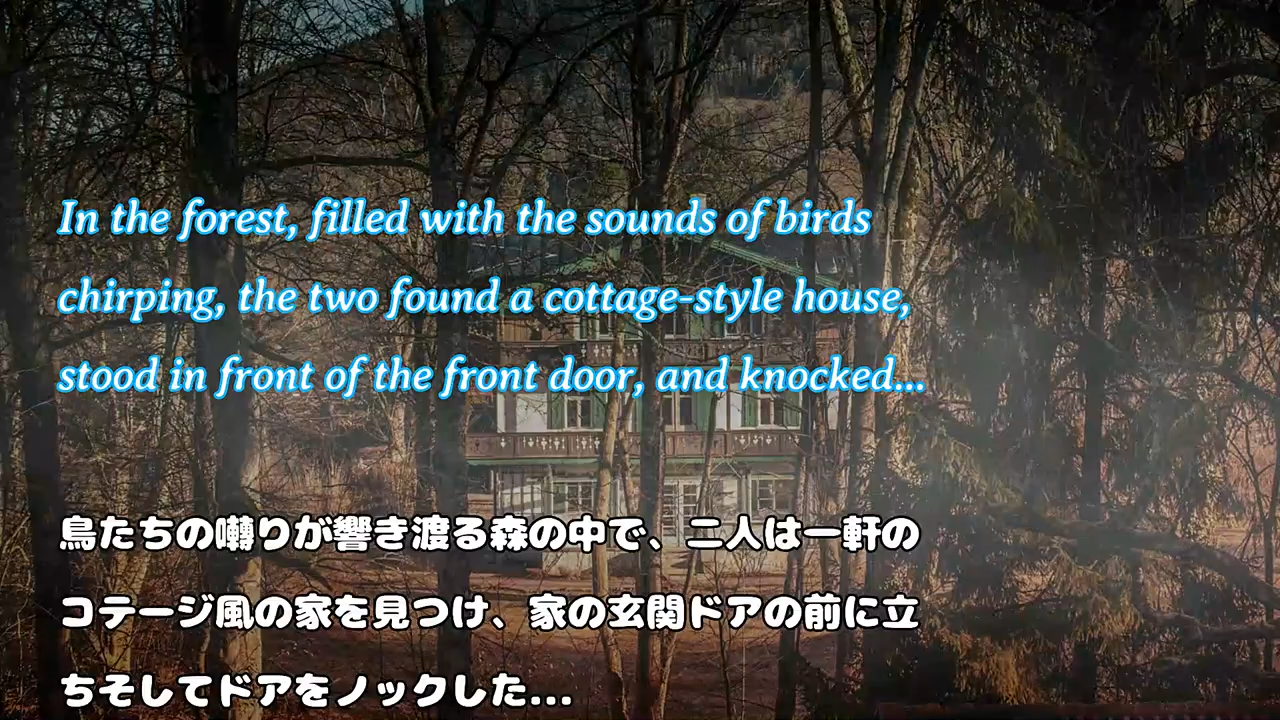 In the forest, filled with the sounds of birds
chirping, the two found a cottage-style house,
stood in front of the front door, and knocked...
鳥たちの囀りが響き渡る森の中で、二人は一軒の
コテージ風の家を見つけ、家の玄関ドアの前に立
ちそしてドアをノックした...